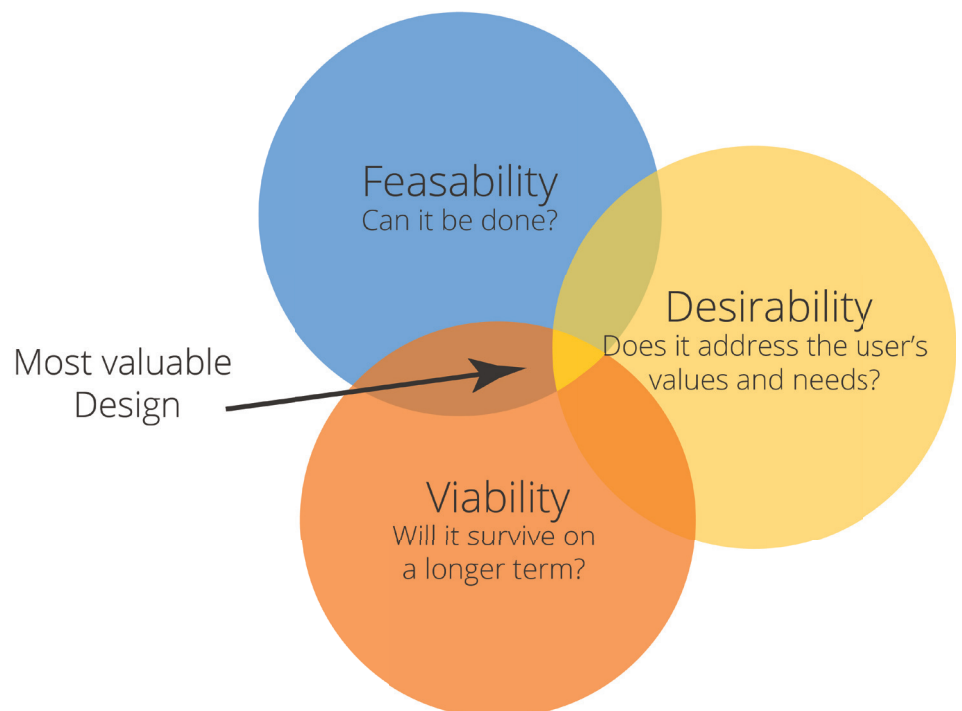 Feasability
Can it be done?
Desirability
Does it address the user's
values and needs?
Most valuable
Design
Viability
Will it survive on
a longer term?